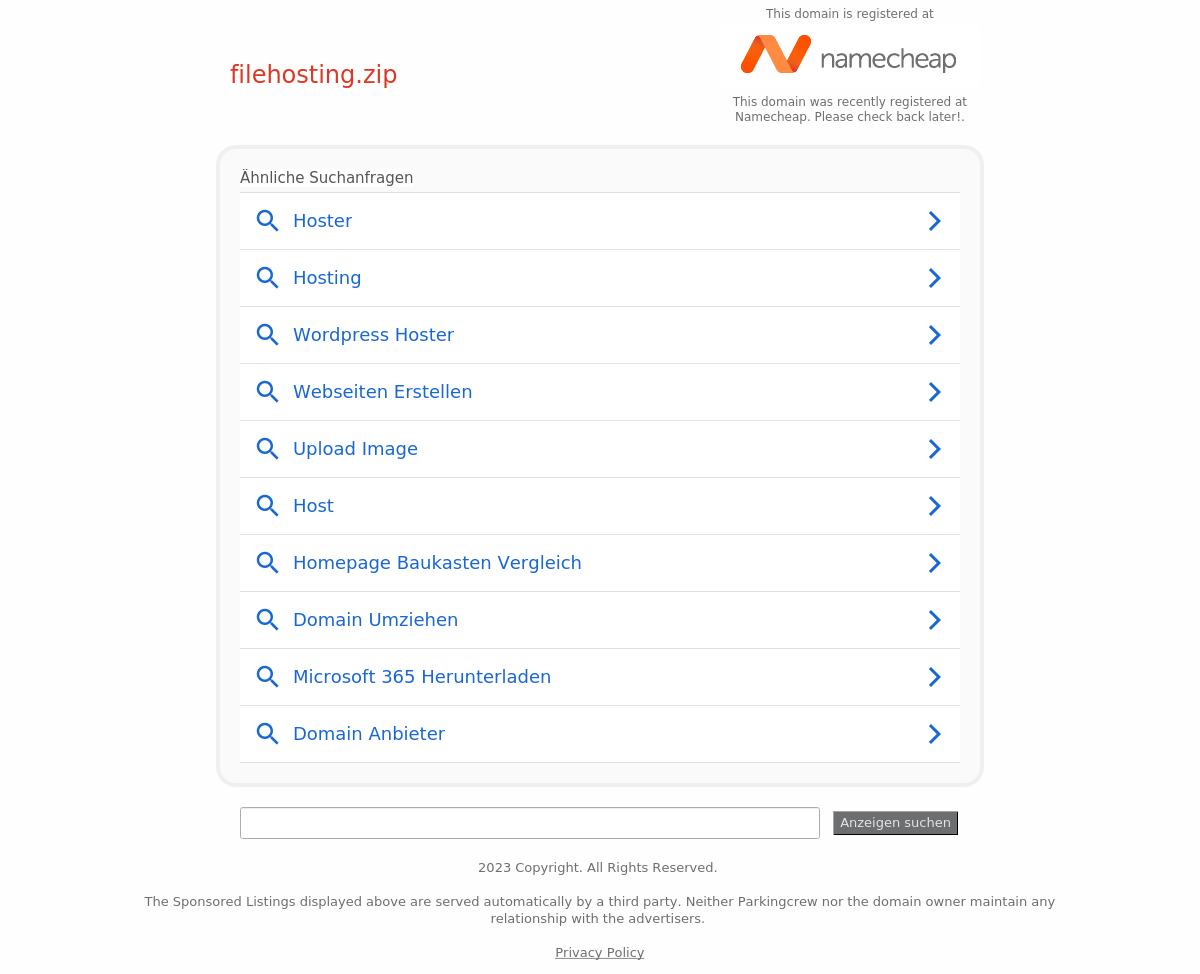 This domain is registered at
namecheap
filehosting.zip
This domain was recently registered at
Namecheap. Please check back later!.
Ähnliche Suchanfragen
Hoster
Hosting
Wordpress Hoster
Webseiten Erstellen
Upload Image
Host
Homepage Baukasten Vergleich
Domain Umziehen
Microsoft 365 Herunterladen
Domain Anbieter
Anzeigen suchen
2023 Copyright. All Rights Reserved.
The Sponsored Listings displayed above are served automatically by a third party. Neither Parkingcrew nor the domain owner maintain any
relationship with the advertisers.
Privacy Policy